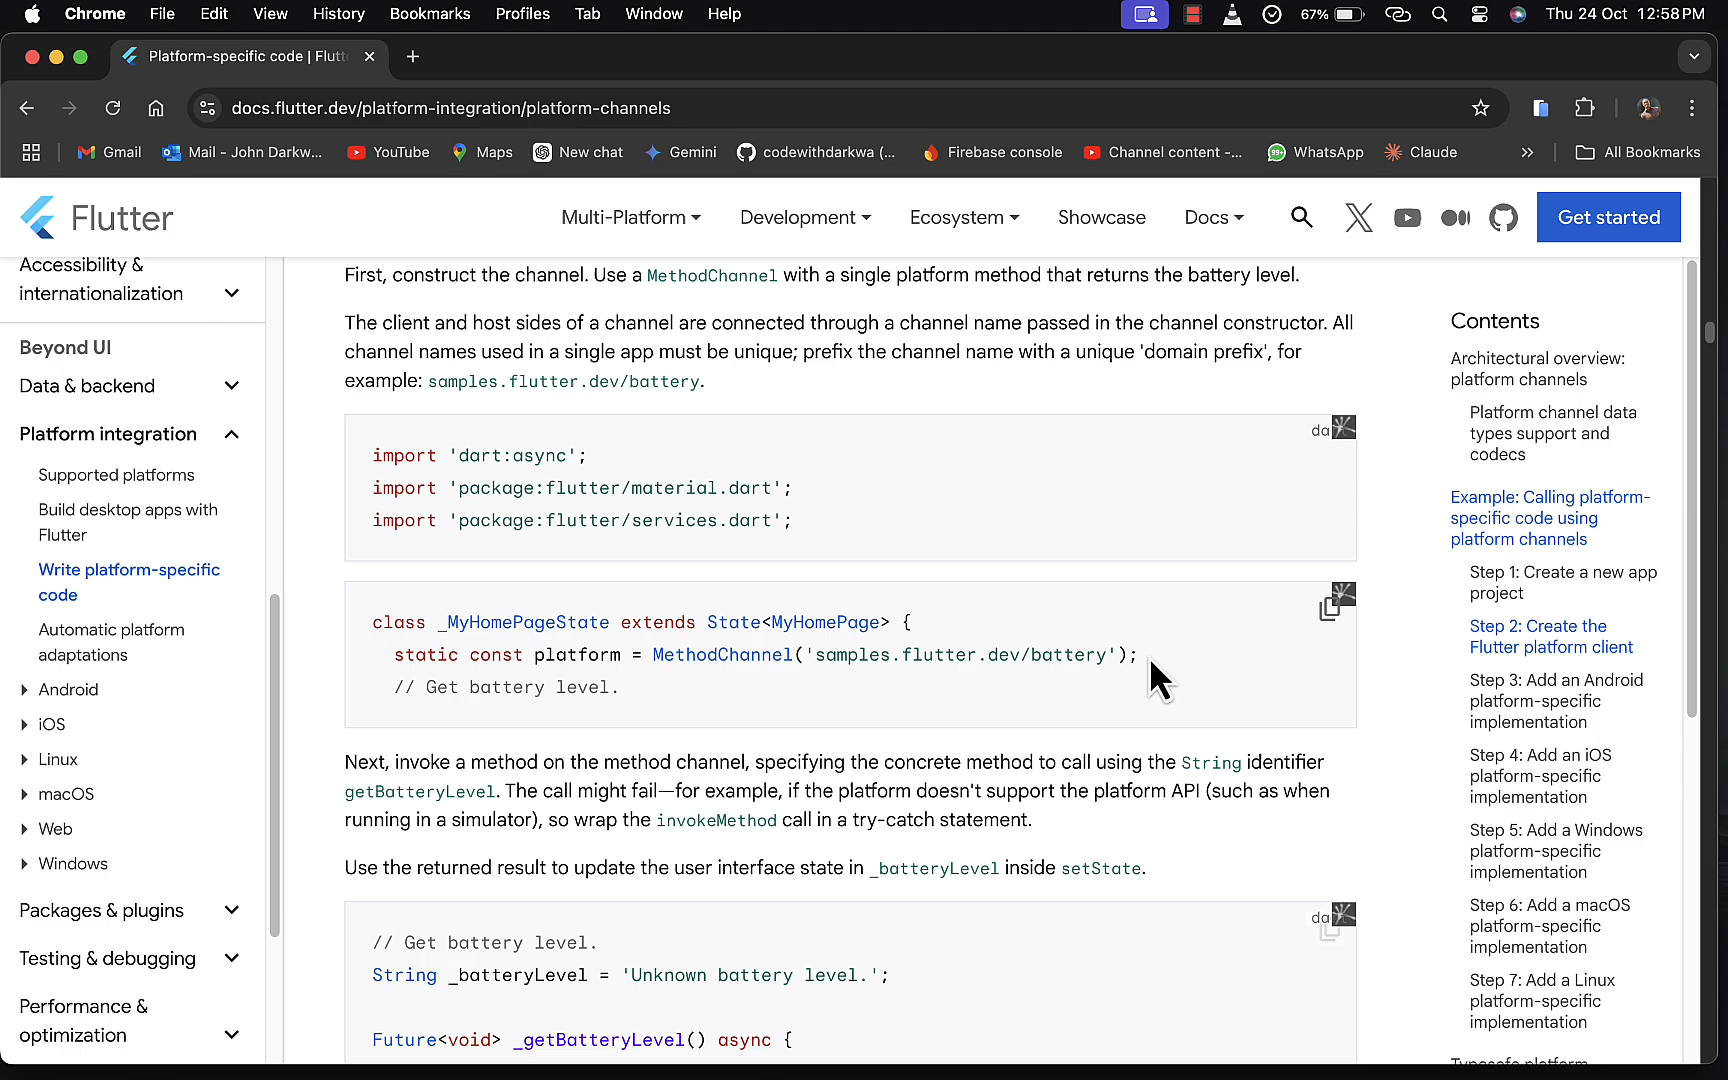 Chrome File Edit View History Bookmarks Profiles Tab Window Help 67% Thu 24 Oct 12:58 PM
Platform-specific code | Flutt
docs.flutter.dev/platform-integration/platform-channels
Gmail Mail - John Darkw... YouTube Maps New chat Gemini codewithdarkwa (... Firebase console Channel content -... WhatsApp Claude All Bookmarks
Flutter Multi-Platform Development Ecosystem Showcase Docs Get started
Accessibility &
internationalization
Beyond UI
Data & backend
Platform integration
Supported platforms
Build desktop apps with
Flutter
Write platform-specific
code
Automatic platform
adaptations
Android
iOS
Linux
macOS
Web
Windows
Packages & plugins
Testing & debugging
Performance &
optimization
First, construct the channel. Use a MethodChannel with a single platform method that returns the battery level.
The client and host sides of a channel are connected through a channel name passed in the channel constructor. All
channel names used in a single app must be unique; prefix the channel name with a unique 'domain prefix', for
example: samples.flutter.dev/battery.
import 'dart:async';
import 'package:flutter/material.dart';
import 'package:flutter/services.dart';
class _MyHomePageState extends State<MyHomePage> {
static const platform = MethodChannel('samples.flutter.dev/battery');
// Get battery level.
Next, invoke a method on the method channel, specifying the concrete method to call using the String identifier
getBatteryLevel. The call might fail—for example, if the platform doesn't support the platform API (such as when
running in a simulator), so wrap the invokeMethod call in a try-catch statement.
Use the returned result to update the user interface state in _batteryLevel inside setState.
// Get battery level.
String _batteryLevel = 'Unknown battery level.';
Future<void> _getBatteryLevel() async {
Contents
Architectural overview:
platform channels
Platform channel data
types support and
codecs
Example: Calling platform-
specific code using
platform channels
Step 1: Create a new app
project
Step 2: Create the
Flutter platform client
Step 3: Add an Android
platform-specific
implementation
Step 4: Add an iOS
platform-specific
implementation
Step 5: Add a Windows
platform-specific
implementation
Step 6: Add a macOS
platform-specific
implementation
Step 7: Add a Linux
platform-specific
implementation